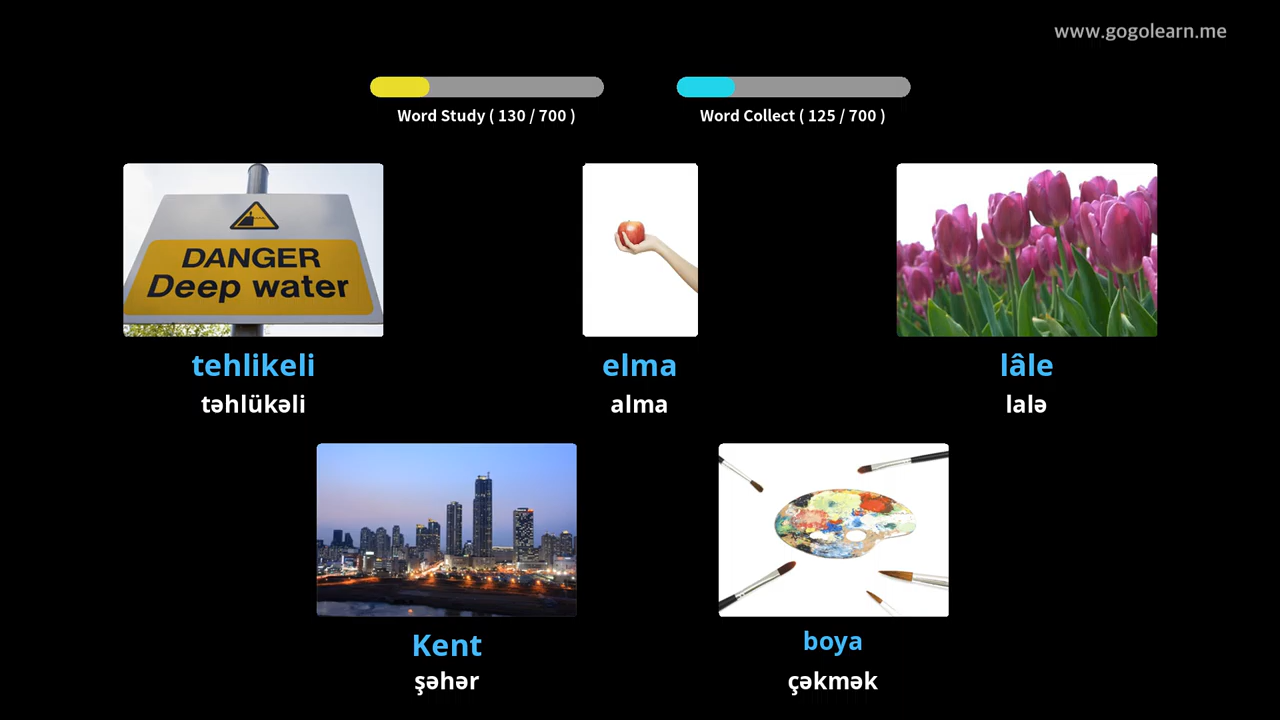 www.gogolearn.me
Word Study ( 130 / 700 )
Word Collect ( 125 / 700 )
DANGER
Deep water
tehlikeli
təhlükəli
elma
alma
lâle
lalə
Kent
şəhər
boya
çəkmək